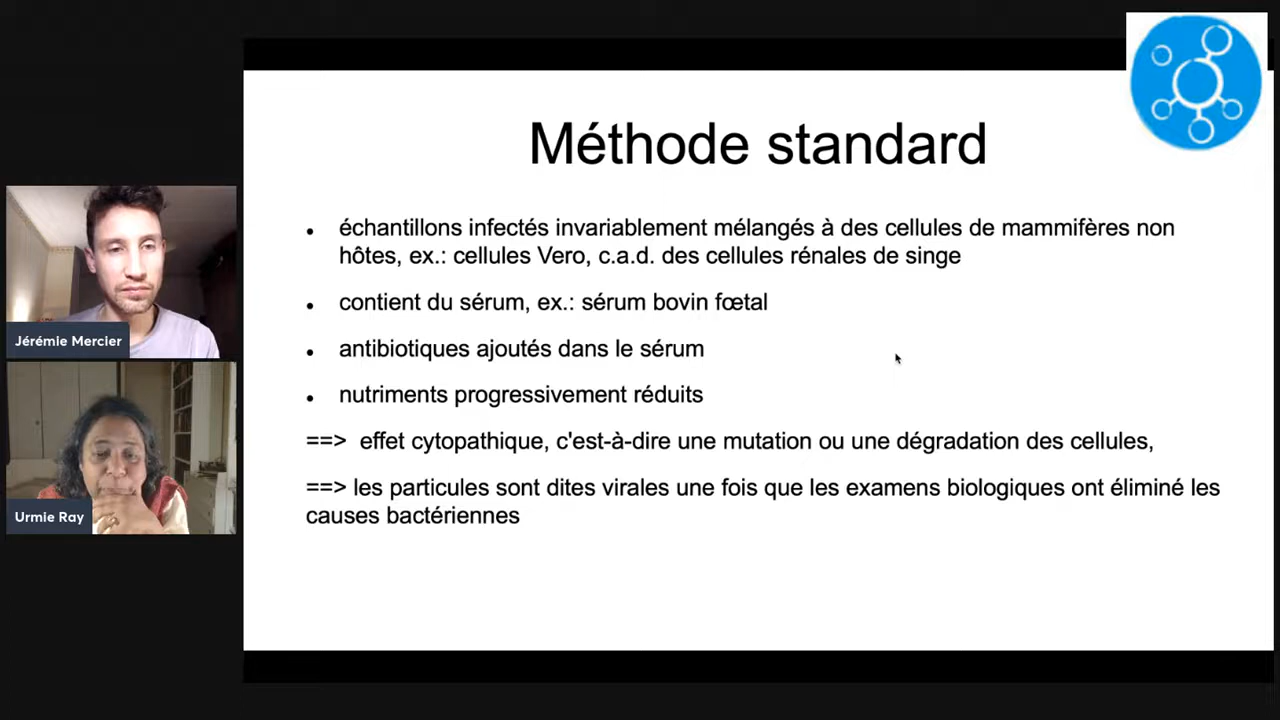 Méthode standard
• échantillons infectés invariablement mélangés à des cellules de mammifères non
hôtes, ex.: cellules Vero, c.a.d. des cellules rénales de singe
• contient du sérum, ex.: sérum bovin fœtal
• antibiotiques ajoutés dans le sérum
• nutriments progressivement réduits
==> effet cytopathique, c'est-à-dire une mutation ou une dégradation des cellules,
==> les particules sont dites virales une fois que les examens biologiques ont éliminé les
causes bactériennes
Jérémie Mercier
Urmie Ray